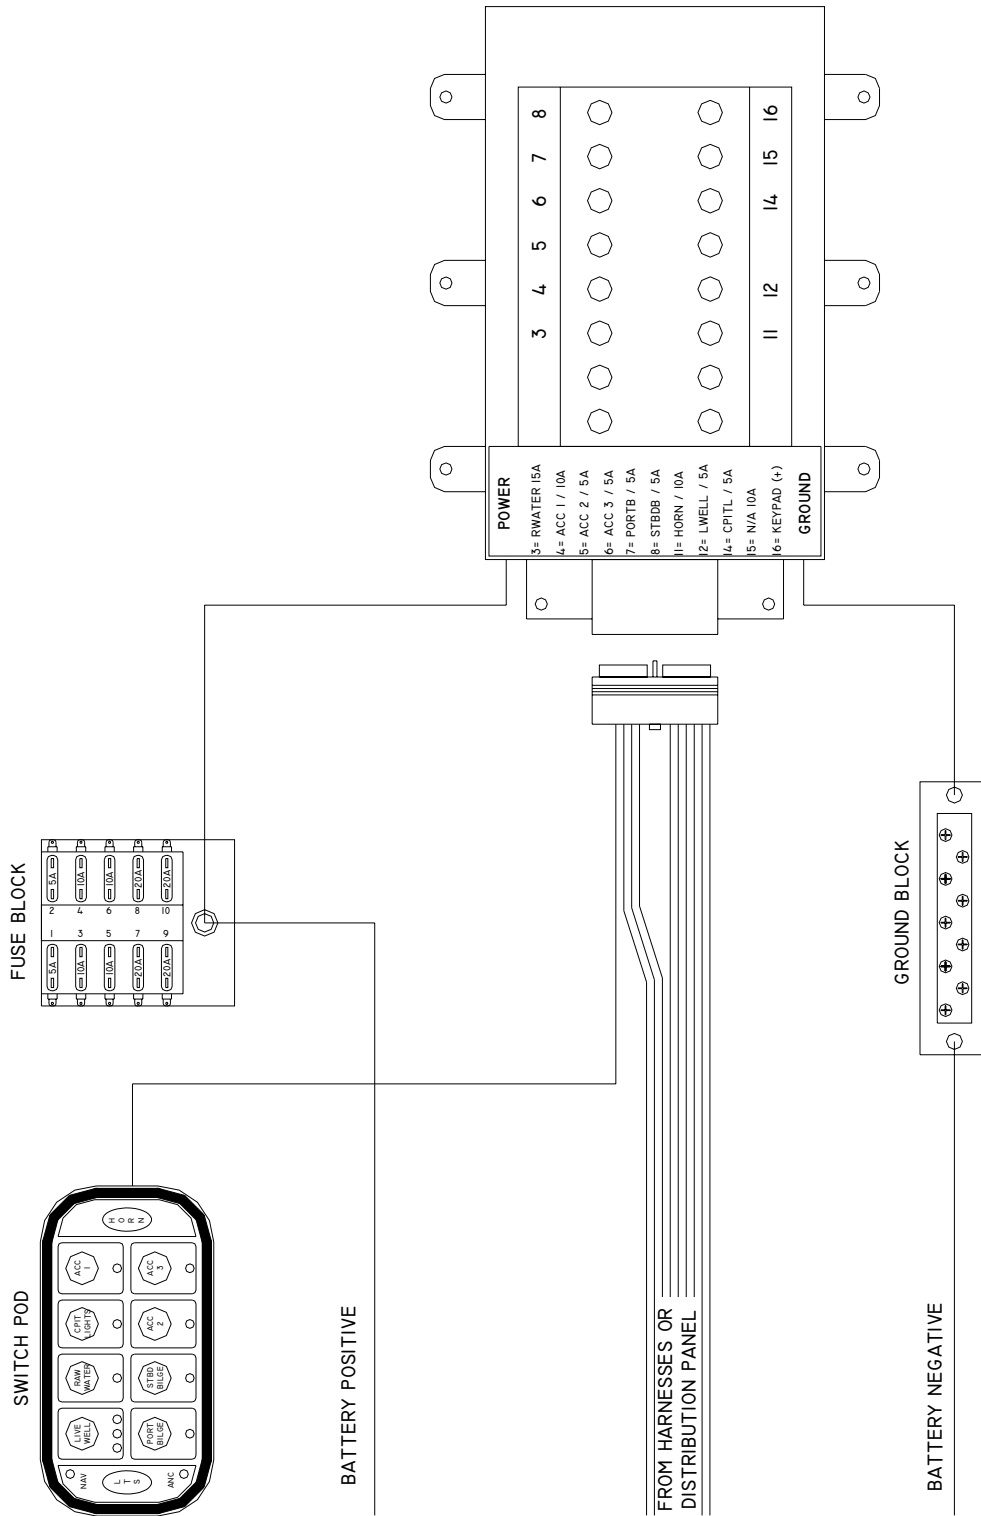 8 7 6 5 4 3
16 15 14 12 11
POWER
3= RWATER 15A
4= ACC 1 / 10A
5= ACC 2 / 5A
6= ACC 3 / 5A
7= PORTB / 5A
8= STBDB / 5A
11= HORN / 10A
12= LWELL / 5A
14= CPITL / 5A
15= N/A 10A
16= KEYPAD (+)
GROUND
FUSE BLOCK
5A 10A 10A 20A 20A
2 4 6 8 10
1 3 5 7 9
5A 10A 10A 20A 20A
GROUND BLOCK
SWITCH POD
HORN
ACC
1
ACC
3
CPIT
LIGHTS
ACC
2
RAW
WATER
STBD
BILGE
LIVE
WELL
PORT
BILGE
NAV
LTS
ANC
BATTERY POSITIVE
FROM HARNESSES OR
DISTRIBUTION PANEL
BATTERY NEGATIVE